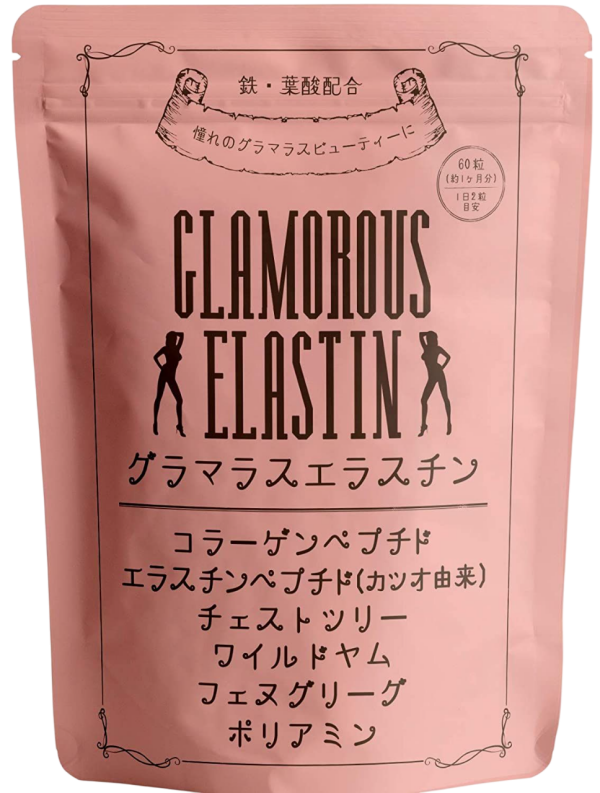 鉄・葉酸配合
憧れのグラマラスビューティーに
60粒
(約1ヶ月分)
1日2粒
目安
GLAMOROUS
ELASTIN
グラマラスエラスチン
コラーゲンペプチド
エラスチンペプチド(カツオ由来)
チェストツリー
ワイルドヤム
フェヌグリーグ
ポリアミン